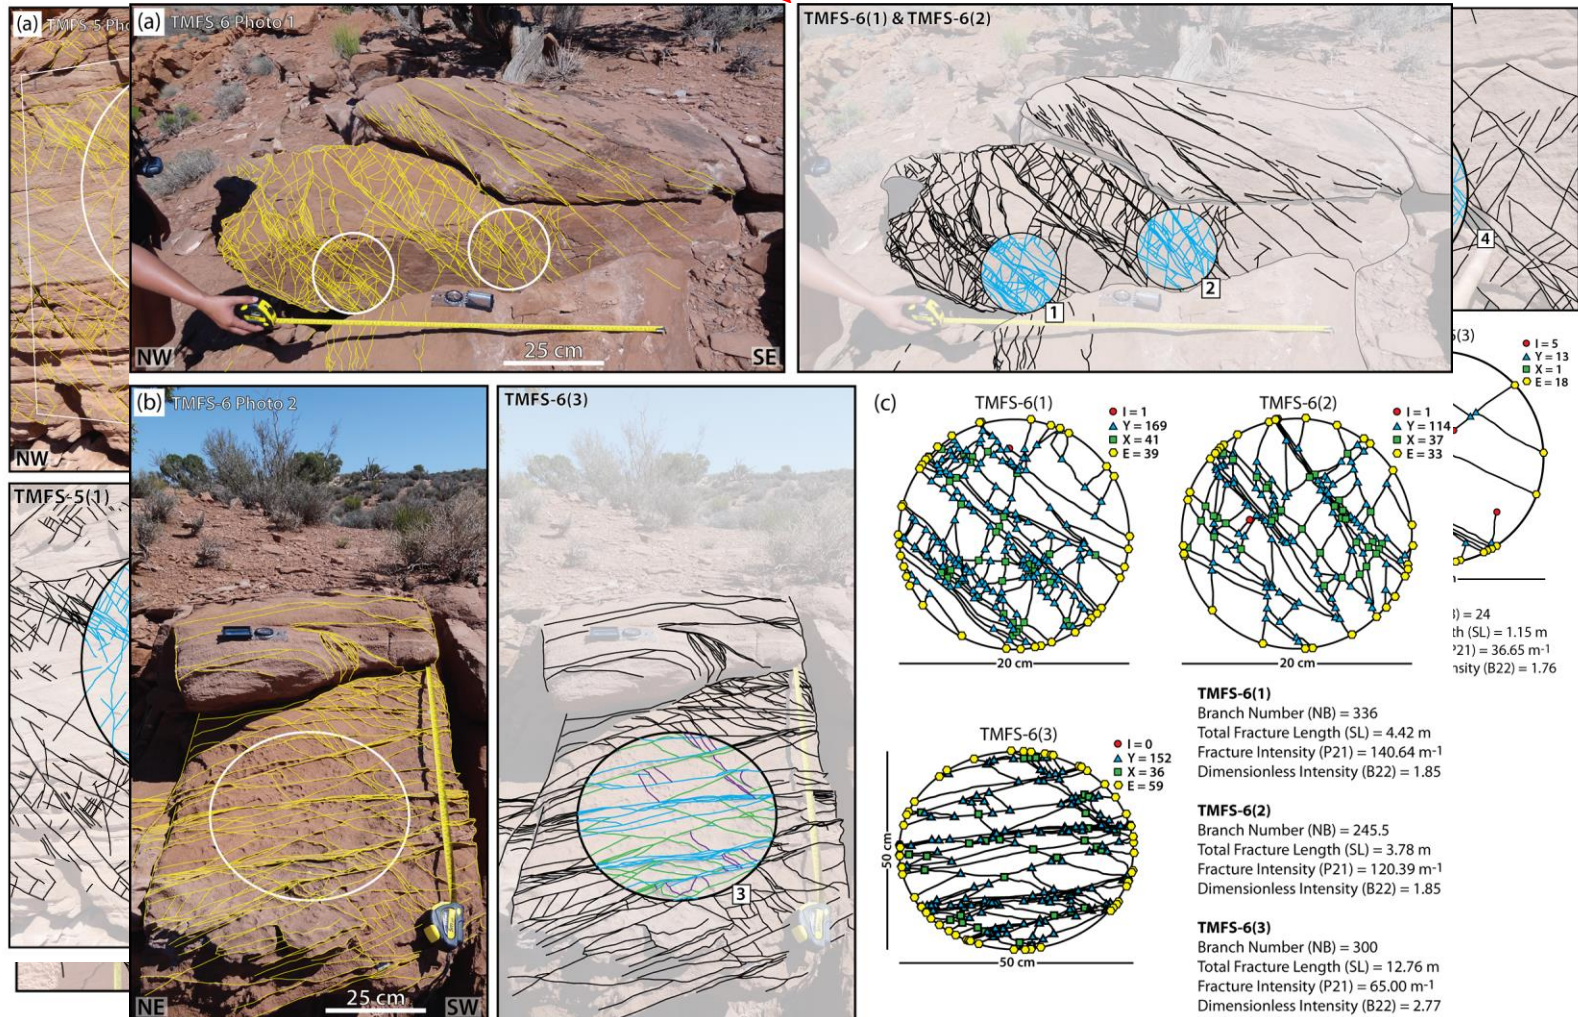 (a) TMFS-5 Pho
NW
TMFS-5(1)
(a) TMFS-6 Photo 1
NW
25 cm
SE
TMFS-6(1) & TMFS-6(2)
1
2
4
(b) TMFS-6 Photo 2
NE
25 cm
SW
TMFS-6(3)
3
(c)
TMFS-6(1)
I = 1
Y = 169
X = 41
E = 39
20 cm
TMFS-6(2)
I = 1
Y = 114
X = 37
E = 33
20 cm
TMFS-6(3)
I = 0
Y = 152
X = 36
E = 59
50 cm
50 cm
TMFS-6(1)
Branch Number (NB) = 336
Total Fracture Length (SL) = 4.42 m
Fracture Intensity (P21) = 140.64 m⁻¹
Dimensionless Intensity (B22) = 1.85
TMFS-6(2)
Branch Number (NB) = 245.5
Total Fracture Length (SL) = 3.78 m
Fracture Intensity (P21) = 120.39 m⁻¹
Dimensionless Intensity (B22) = 1.85
TMFS-6(3)
Branch Number (NB) = 300
Total Fracture Length (SL) = 12.76 m
Fracture Intensity (P21) = 65.00 m⁻¹
Dimensionless Intensity (B22) = 2.77
(3)
I = 5
Y = 13
X = 1
E = 18
) = 24
th (SL) = 1.15 m
P21) = 36.65 m⁻¹
nsity (B22) = 1.76